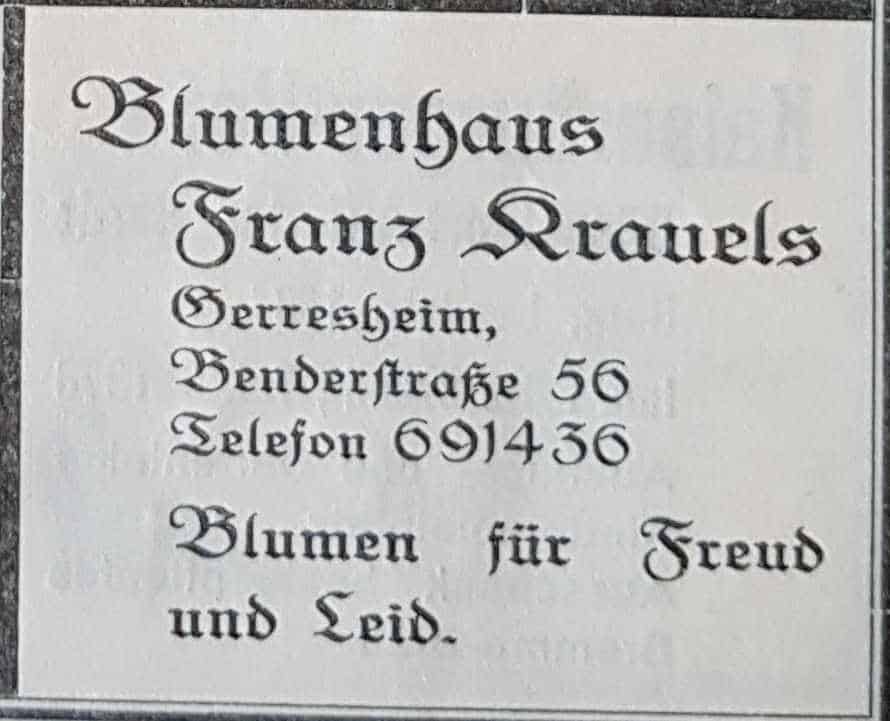 Blumenhaus
Franz Krauels
Gerresheim,
Benderstraße 56
Telefon 691436
Blumen für Freud
und Leid.